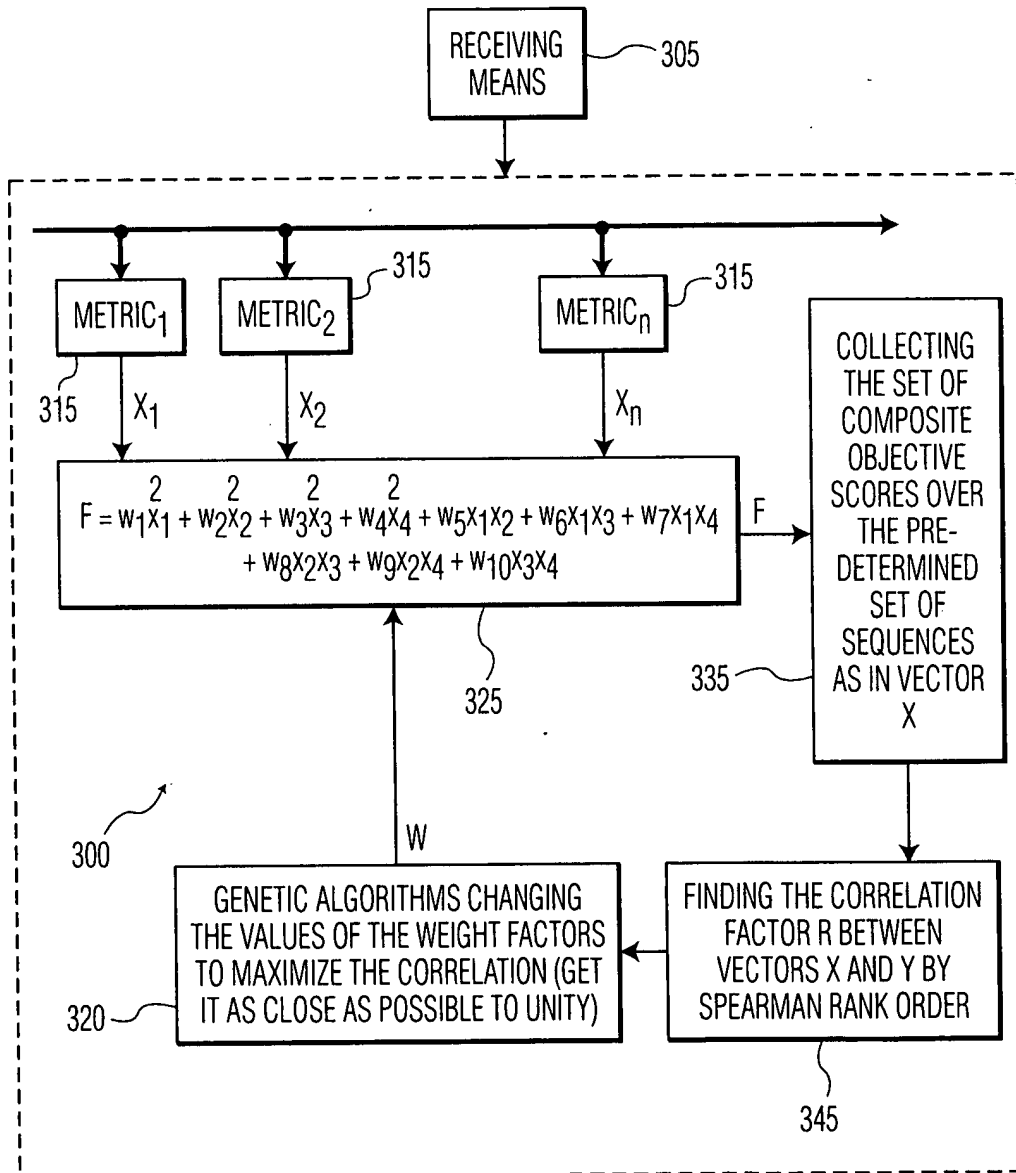 RECEIVING
MEANS
305
METRIC1
METRIC2
315
METRICn
315
315
X1
X2
Xn
F = w1x1² + w2x2² + w3x3² + w4x4² + w5x1x2 + w6x1x3 + w7x1x4
+ w8x2x3 + w9x2x4 + w10x3x4
F
325
COLLECTING
THE SET OF
COMPOSITE
OBJECTIVE
SCORES OVER
THE PRE-
DETERMINED
SET OF
SEQUENCES
AS IN VECTOR
X
335
300
W
GENETIC ALGORITHMS CHANGING
THE VALUES OF THE WEIGHT FACTORS
TO MAXIMIZE THE CORRELATION (GET
IT AS CLOSE AS POSSIBLE TO UNITY)
320
FINDING THE CORRELATION
FACTOR R BETWEEN
VECTORS X AND Y BY
SPEARMAN RANK ORDER
345